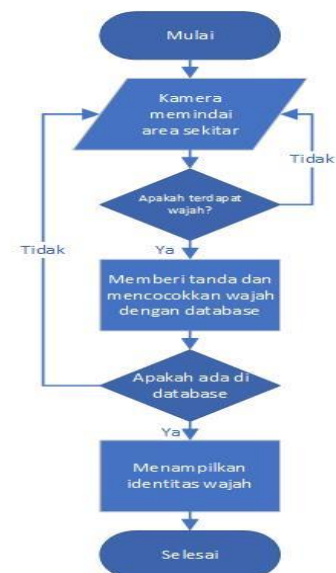 Mulai
Kamera
memindai
area sekitar
Tidak
Apakah terdapat
wajah?
Tidak
Ya
Memberi tanda dan
mencocokkan wajah
dengan database
Apakah ada di
database
Ya
Menampilkan
identitas wajah
Selesai